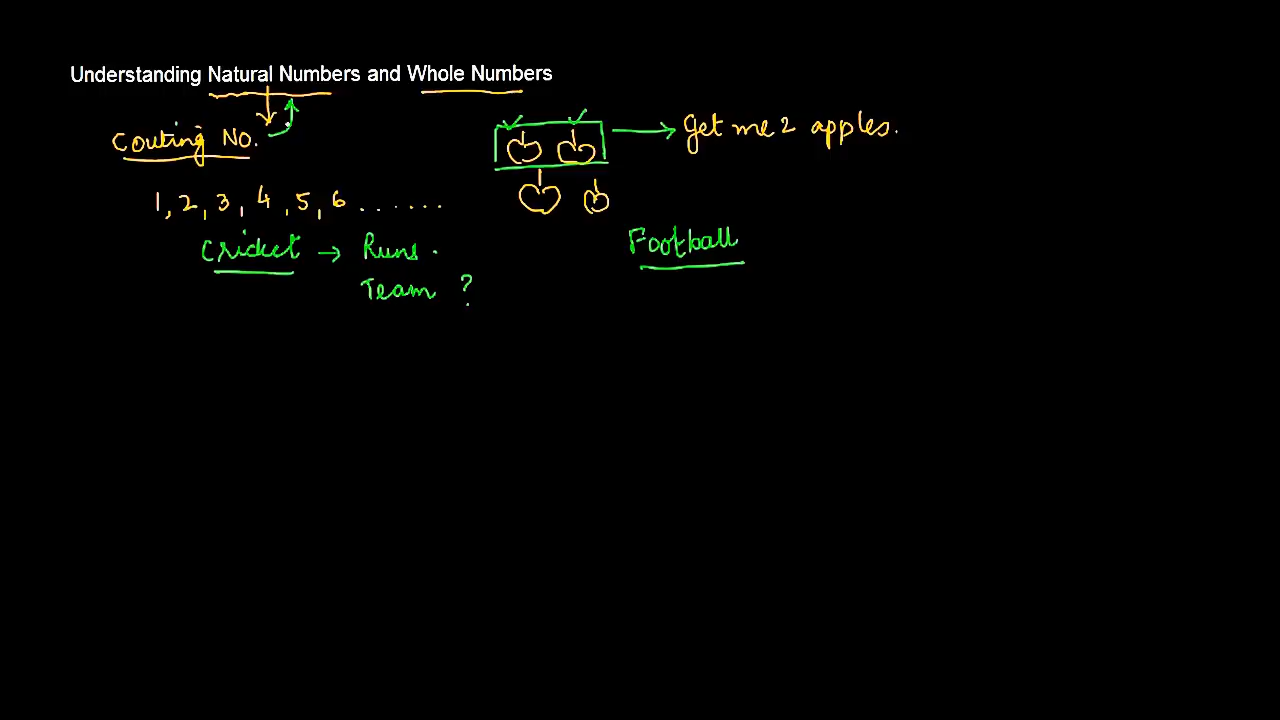 Understanding Natural Numbers and Whole Numbers
Couting No.
Get me 2 apples.
1, 2, 3, 4, 5, 6 .......
Cricket → Runs.
Football
Team ?